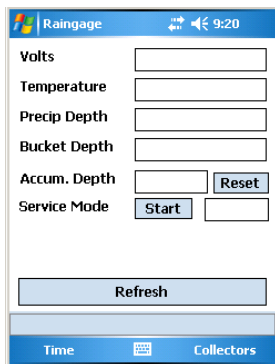 Raingage 9:20
Volts
Temperature
Precip Depth
Bucket Depth
Accum. Depth Reset
Service Mode Start
Refresh
Time Collectors